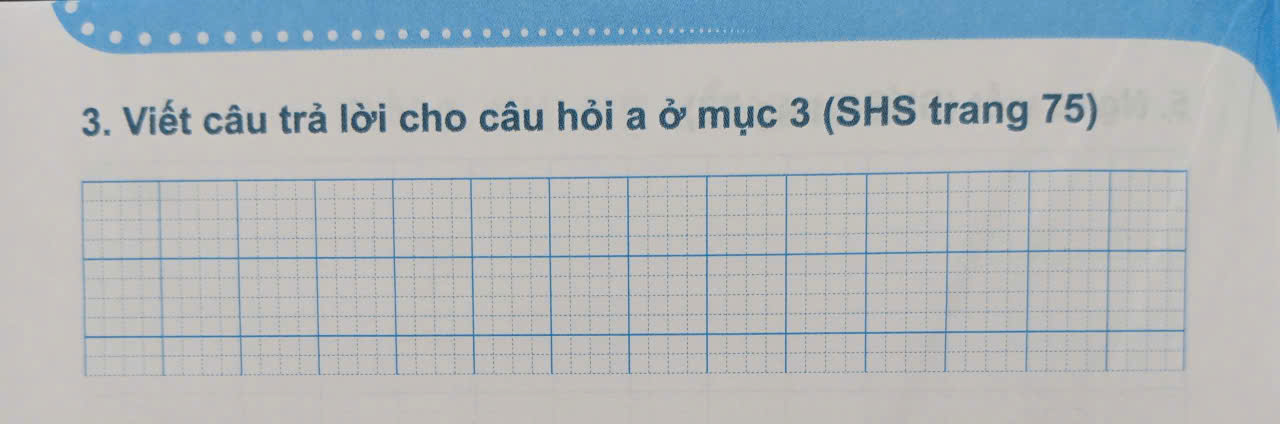 3. Viết câu trả lời cho câu hỏi a ở mục 3 (SHS trang 75)